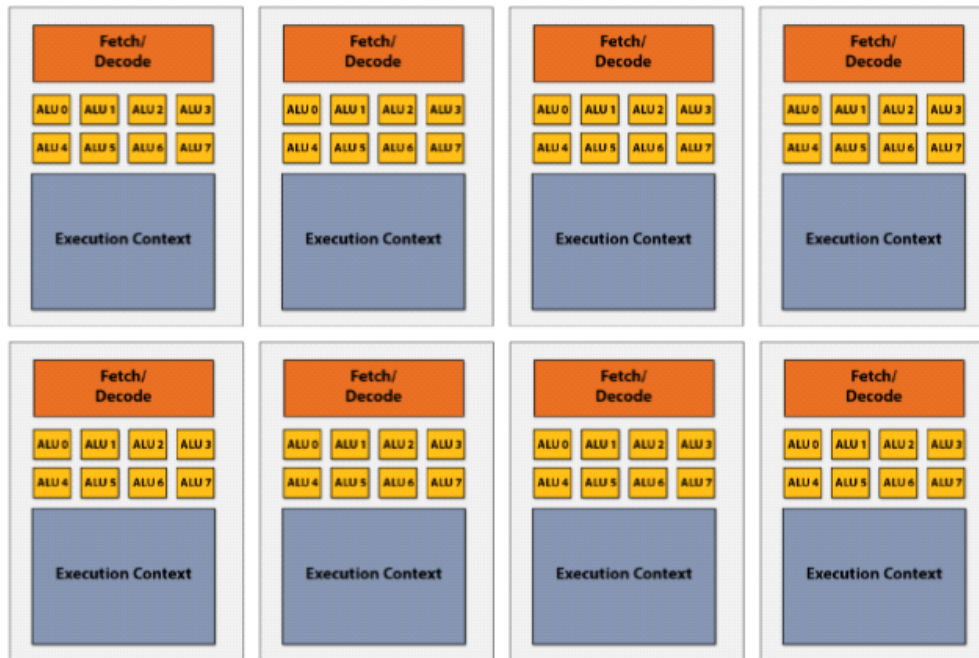 Fetch/
Decode
ALU 0 ALU 1 ALU 2 ALU 3
ALU 4 ALU 5 ALU 6 ALU 7
Execution Context
Fetch/
Decode
ALU 0 ALU 1 ALU 2 ALU 3
ALU 4 ALU 5 ALU 6 ALU 7
Execution Context
Fetch/
Decode
ALU 0 ALU 1 ALU 2 ALU 3
ALU 4 ALU 5 ALU 6 ALU 7
Execution Context
Fetch/
Decode
ALU 0 ALU 1 ALU 2 ALU 3
ALU 4 ALU 5 ALU 6 ALU 7
Execution Context
Fetch/
Decode
ALU 0 ALU 1 ALU 2 ALU 3
ALU 4 ALU 5 ALU 6 ALU 7
Execution Context
Fetch/
Decode
ALU 0 ALU 1 ALU 2 ALU 3
ALU 4 ALU 5 ALU 6 ALU 7
Execution Context
Fetch/
Decode
ALU 0 ALU 1 ALU 2 ALU 3
ALU 4 ALU 5 ALU 6 ALU 7
Execution Context
Fetch/
Decode
ALU 0 ALU 1 ALU 2 ALU 3
ALU 4 ALU 5 ALU 6 ALU 7
Execution Context